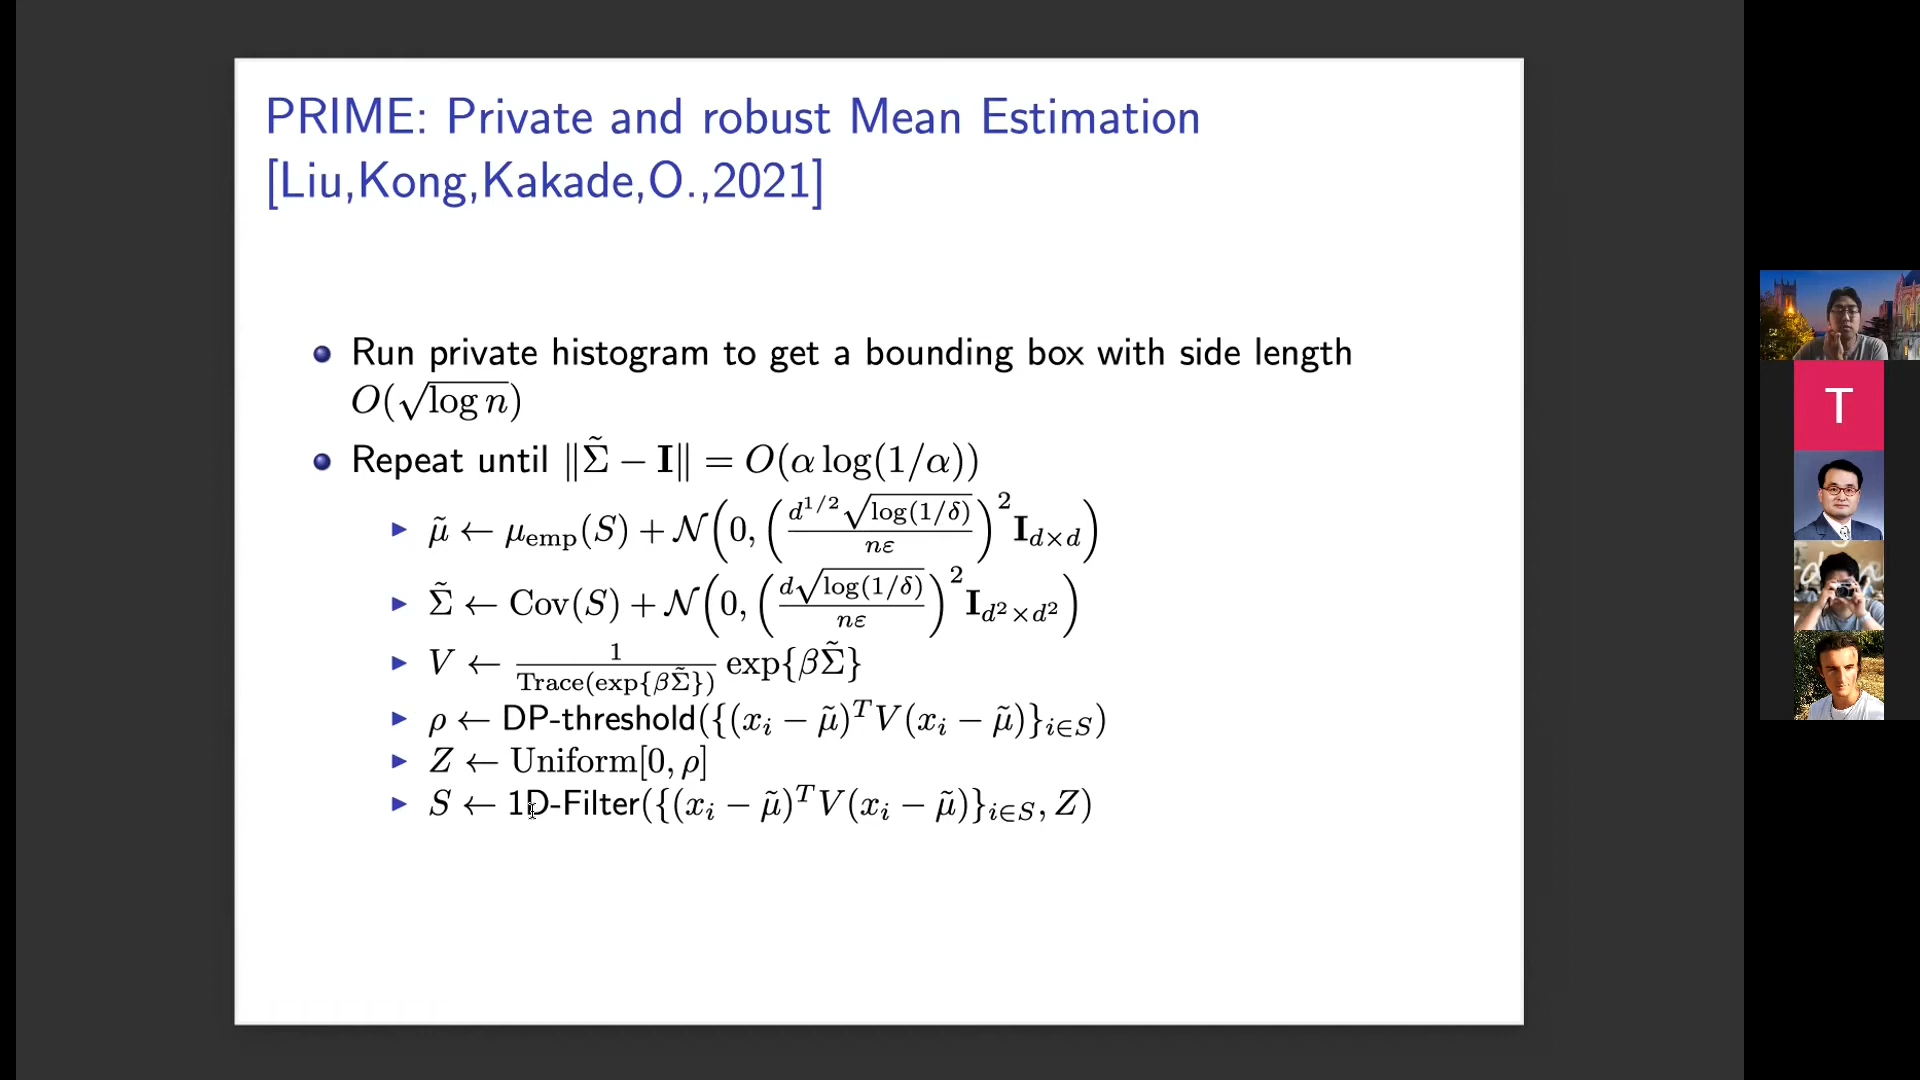 PRIME: Private and robust Mean Estimation
[Liu,Kong,Kakade,O.,2021]
Run private histogram to get a bounding box with side length
O(√log n)
Repeat until ‖Σ̃ − I‖ = O(α log(1/α))
μ̃ ← μ_emp(S) + 𝒩(0, (d^{1/2}√log(1/δ) / nε)² I_{d×d})
Σ̃ ← Cov(S) + 𝒩(0, (d√log(1/δ) / nε)² I_{d²×d²})
V ← 1/Trace(exp{βΣ̃}) exp{βΣ̃}
ρ ← DP-threshold({(x_i − μ̃)^T V(x_i − μ̃)}_{i∈S})
Z ← Uniform[0, ρ]
S ← 1D-Filter({(x_i − μ̃)^T V(x_i − μ̃)}_{i∈S}, Z)
T